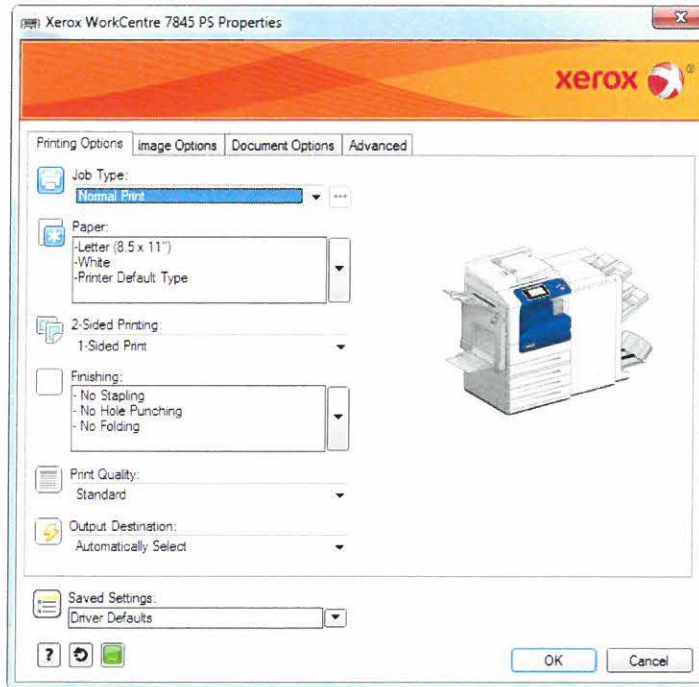 Xerox WorkCentre 7845 PS Properties
xerox ®
Printing Options Image Options Document Options Advanced
Job Type:
Normal Print
Paper:
-Letter (8.5 x 11")
-White
-Printer Default Type
2-Sided Printing:
1-Sided Print
Finishing:
- No Stapling
- No Hole Punching
- No Folding
Print Quality:
Standard
Output Destination:
Automatically Select
Saved Settings:
Driver Defaults
?
OK Cancel